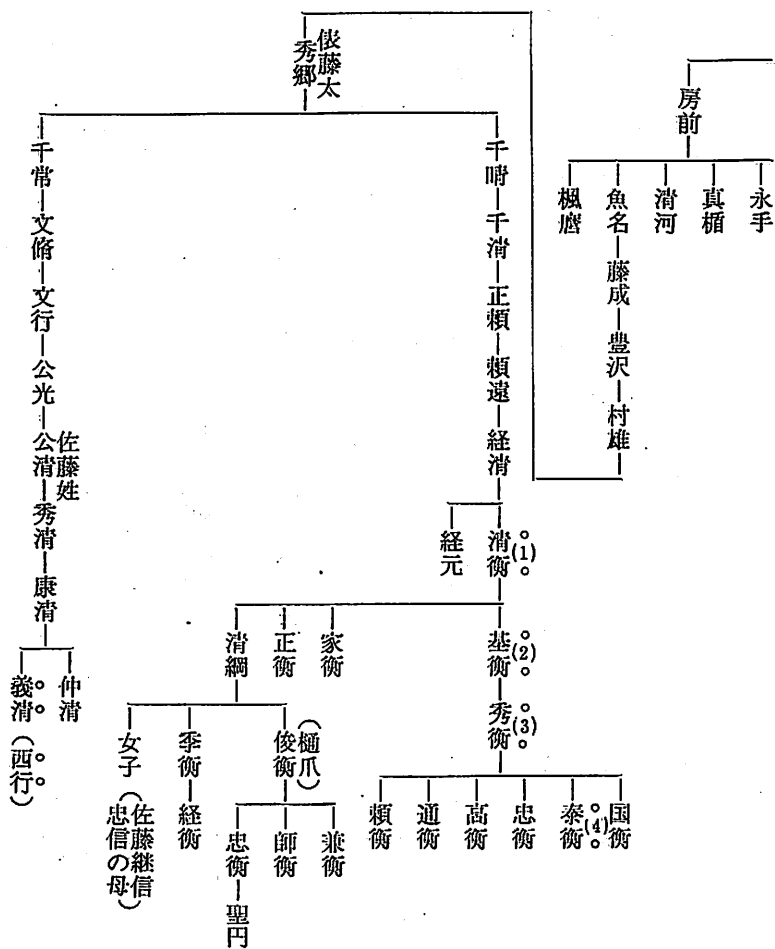 房前
永手
真楯
清河
魚名―藤成―豊沢―村雄
楓麿
俵藤太
秀郷
千晴―千清―正頼―頼遠―経清
清衡(1)
経元
基衡(2)
家衡
正衡
清綱
秀衡(3)
国衡
泰衡(4)
忠衡
高衡
通衡
頼衡
(樋爪)
俊衡
季衡―経衡
女子(佐藤継信
忠信の母)
兼衡
師衡
忠衡―聖円
千常―文脩―文行―公光―公清―秀清―康清
佐藤姓
仲清
義清(西行)